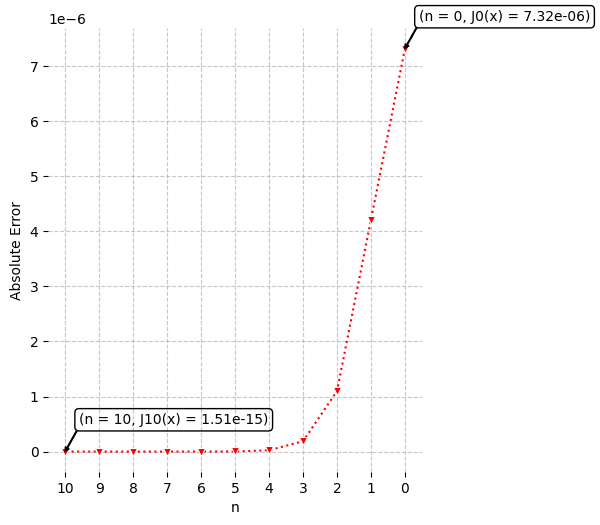 1e−6
(n = 0, J0(x) = 7.32e-06)
7
6
5
4
3
2
1
0
Absolute Error
(n = 10, J10(x) = 1.51e-15)
10 9 8 7 6 5 4 3 2 1 0
n